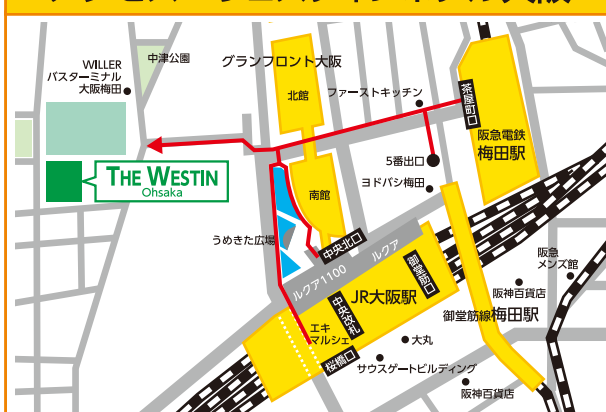 WILLER
バスターミナル
大阪梅田
中津公園
グランフロント大阪
北館
ファーストキッチン
茶屋町口
阪急電鉄
梅田駅
5番出口
ヨドバシ梅田
THE WESTIN
Ohsaka
南館
うめきた広場
中央北口
ルクア
ルクア1100
御堂筋口
JR大阪駅
中央改札
エキ
マルシェ
桜橋口
大丸
サウスゲートビルディング
御堂筋線梅田駅
阪急
メンズ館
阪神百貨店
阪神百貨店